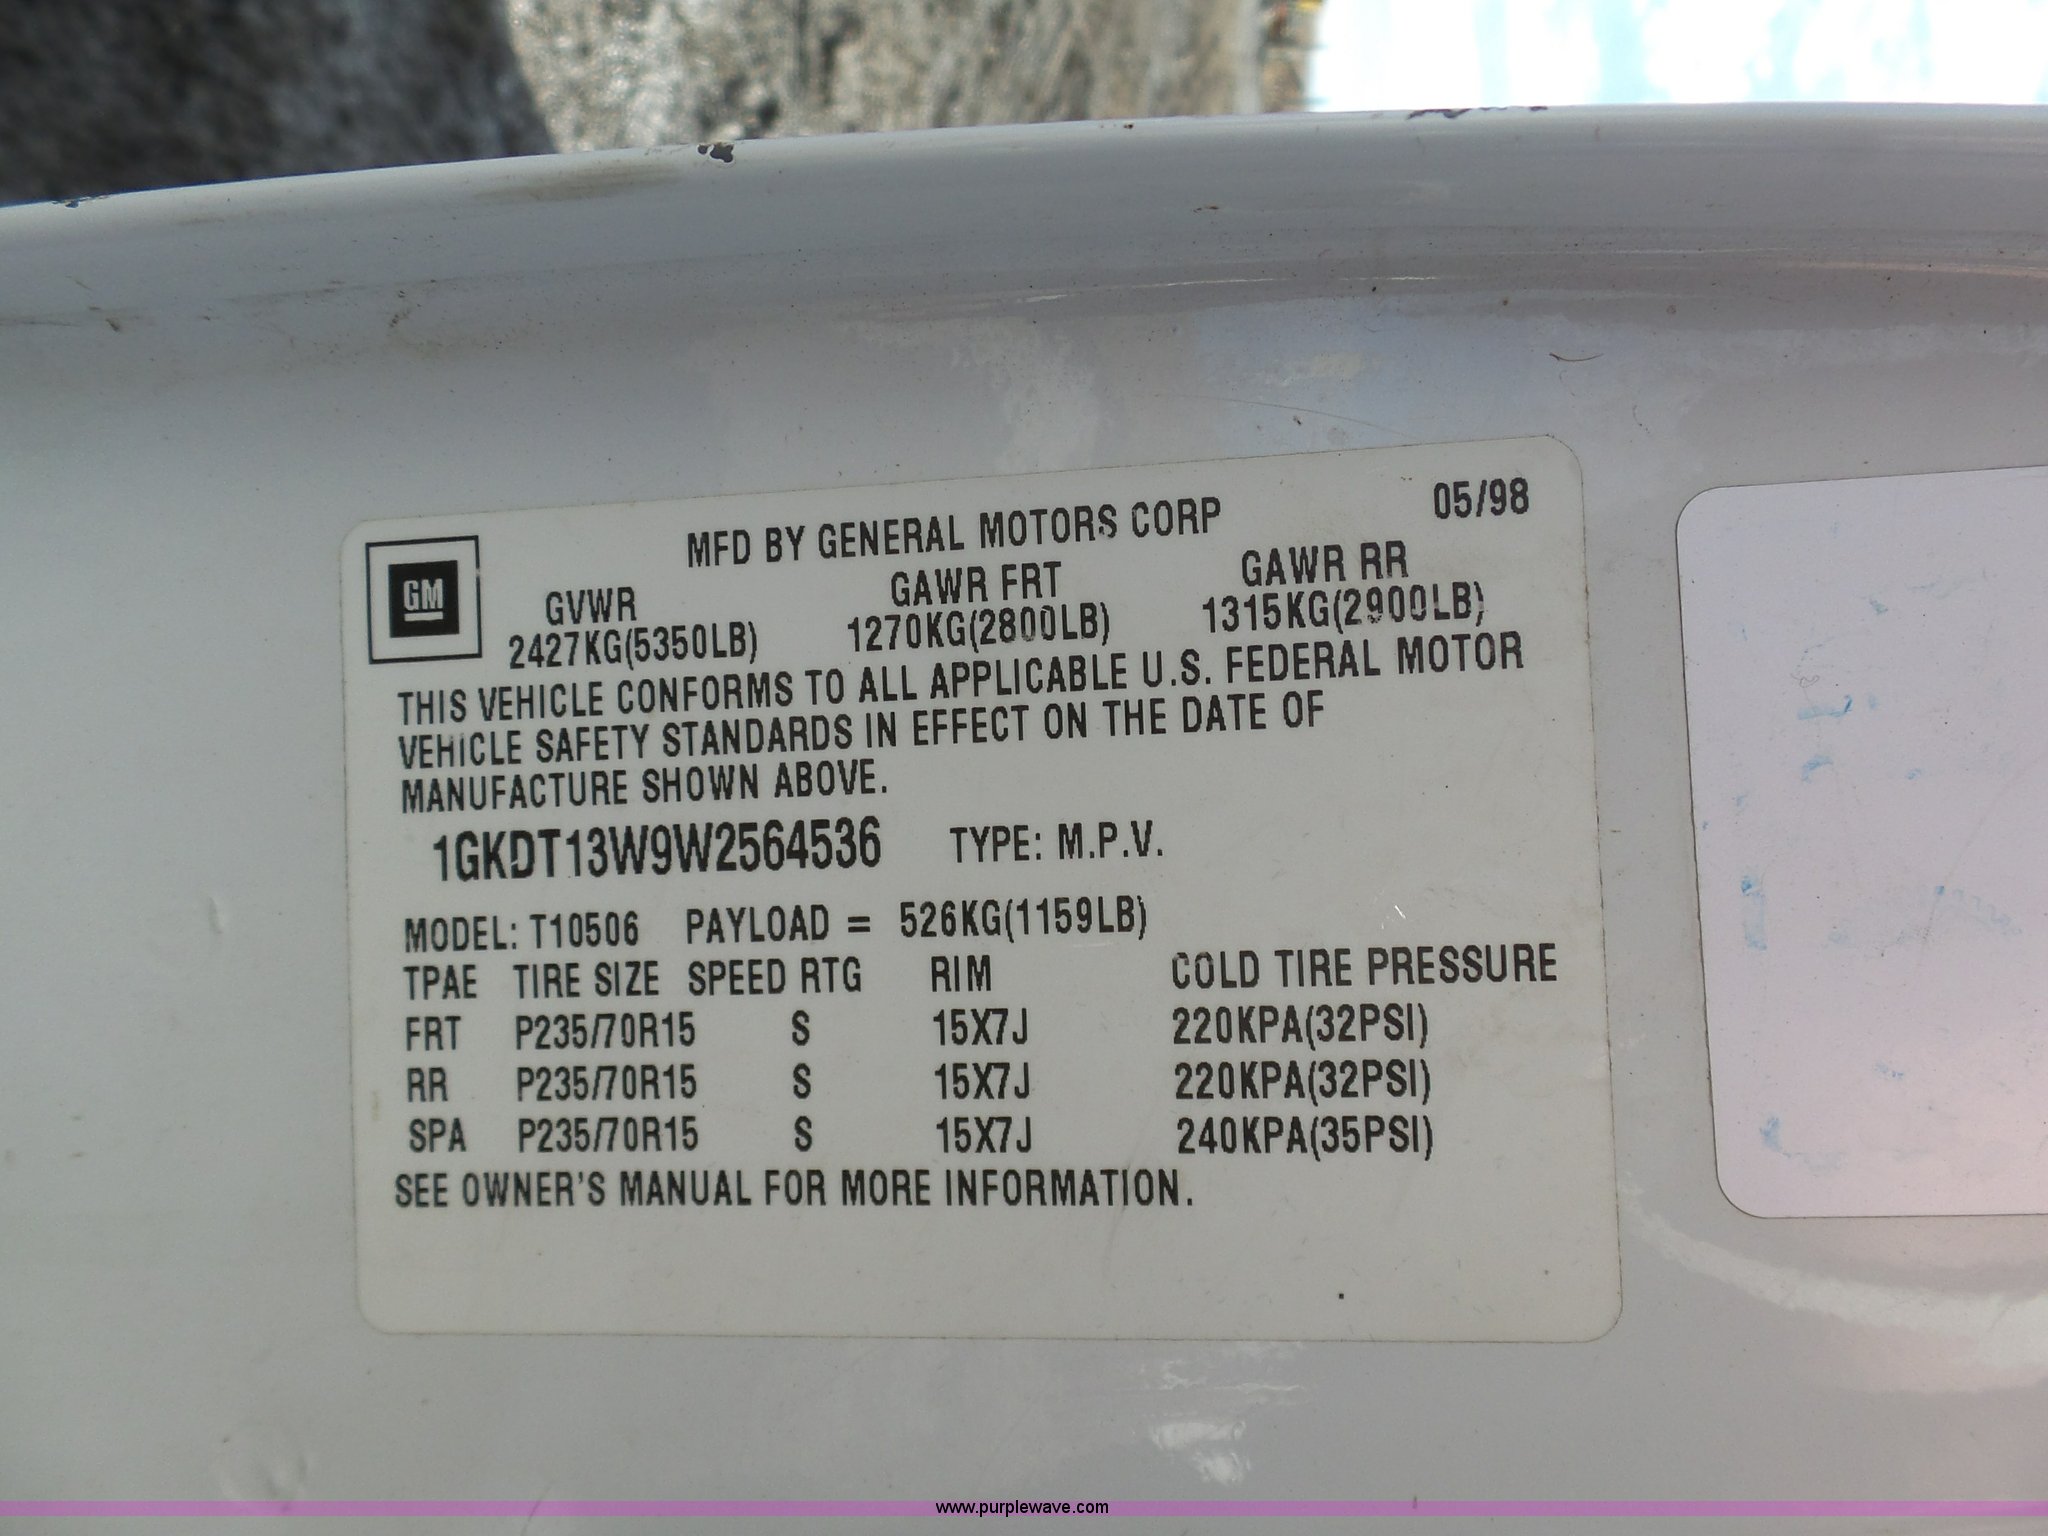 MFD BY GENERAL MOTORS CORP 05/98
GM
GVWR GAWR FRT GAWR RR
2427KG(5350LB) 1270KG(2800LB) 1315KG(2900LB)
THIS VEHICLE CONFORMS TO ALL APPLICABLE U.S. FEDERAL MOTOR
VEHICLE SAFETY STANDARDS IN EFFECT ON THE DATE OF
MANUFACTURE SHOWN ABOVE.
1GKDT13W9W2564536 TYPE: M.P.V.
MODEL: T10506 PAYLOAD = 526KG(1159LB)
TPAE TIRE SIZE SPEED RTG RIM COLD TIRE PRESSURE
FRT P235/70R15 S 15X7J 220KPA(32PSI)
RR P235/70R15 S 15X7J 220KPA(32PSI)
SPA P235/70R15 S 15X7J 240KPA(35PSI)
SEE OWNER'S MANUAL FOR MORE INFORMATION.
www.purplewave.com